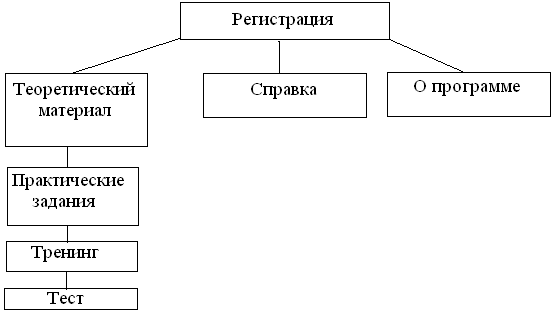 Регистрация
Теоретический
материал
Справка
О программе
Практические
задания
Тренинг
Тест